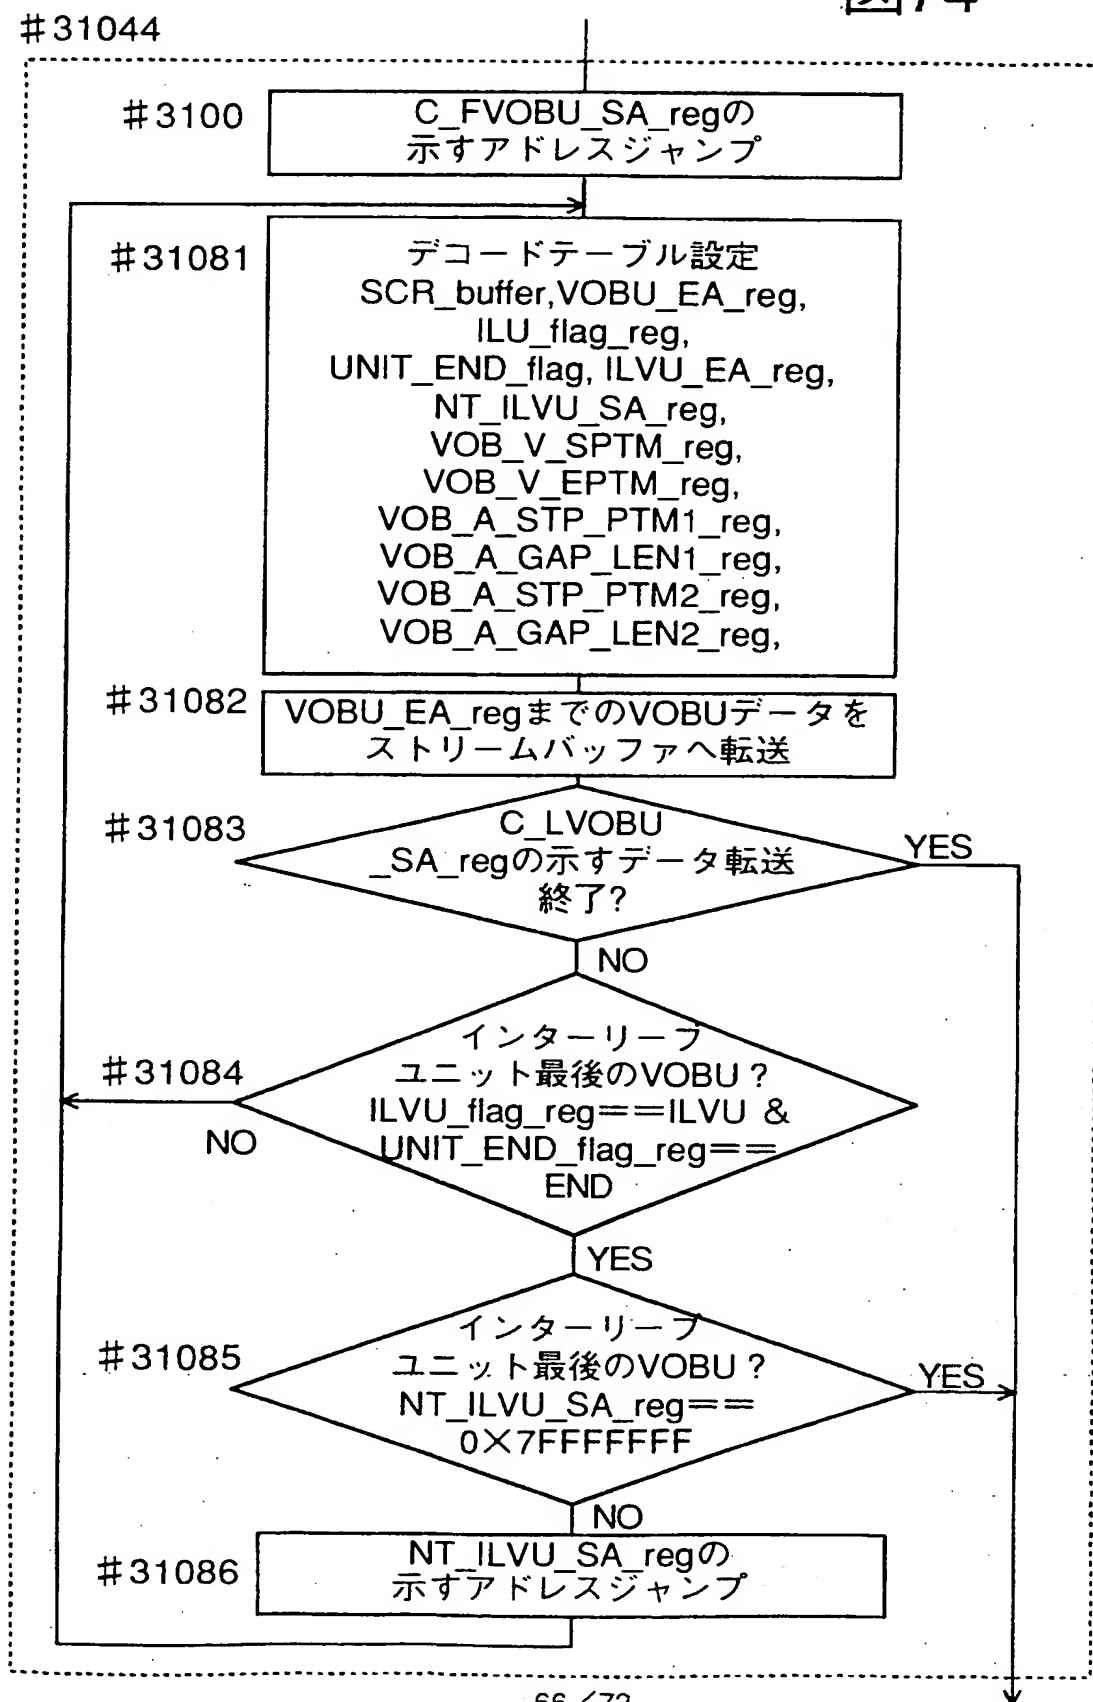 図74
#31044
#3100
C_FVOBU_SA_regの
示すアドレスジャンプ
#31081
デコードテーブル設定
SCR_buffer,VOBU_EA_reg,
ILU_flag_reg,
UNIT_END_flag, ILVU_EA_reg,
NT_ILVU_SA_reg,
VOB_V_SPTM_reg,
VOB_V_EPTM_reg,
VOB_A_STP_PTM1_reg,
VOB_A_GAP_LEN1_reg,
VOB_A_STP_PTM2_reg,
VOB_A_GAP_LEN2_reg,
#31082
VOBU_EA_regまでのVOBUデータを
ストリームバッファへ転送
#31083
C_LVOBU
_SA_regの示すデータ転送
終了?
YES
NO
#31084
インターリーブ
ユニット最後のVOBU?
ILVU_flag_reg==ILVU &
UNIT_END_flag_reg==
END
NO
YES
#31085
インターリーブ
ユニット最後のVOBU?
NT_ILVU_SA_reg==
0×7FFFFFFF
YES
NO
#31086
NT_ILVU_SA_regの
示すアドレスジャンプ
66/72